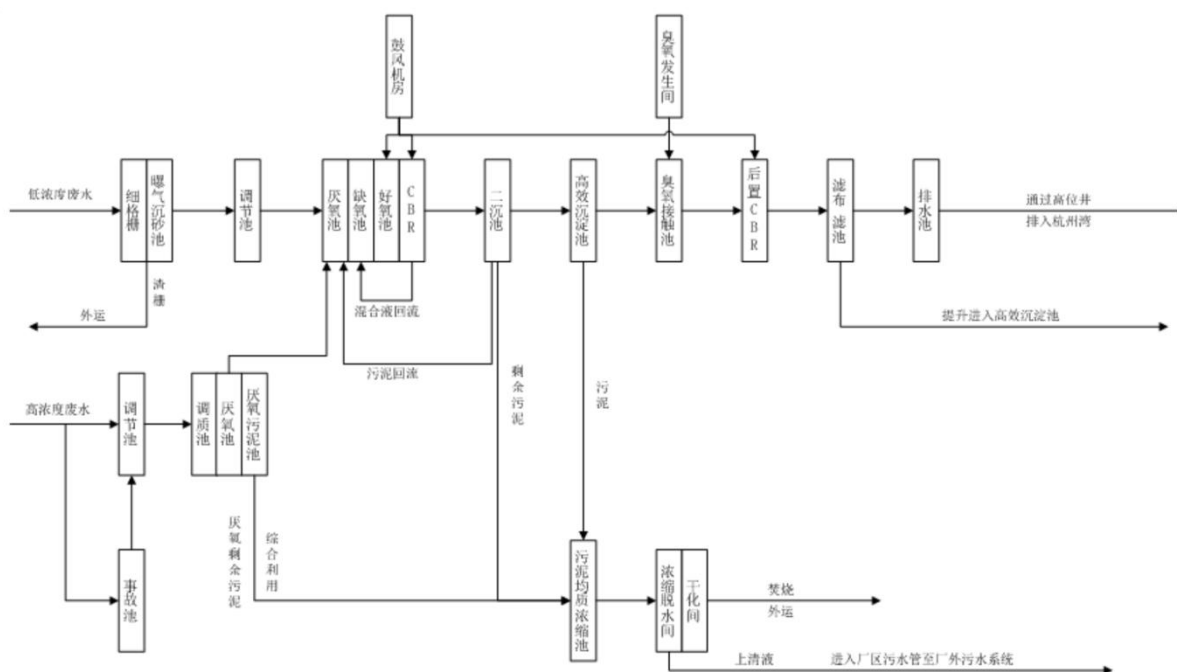 鼓风机房
臭氧发生间
低浓度废水
细格栅
曝气沉砂池
调节池
厌氧池
缺氧池
好氧池
CBR
二沉池
高效沉淀池
臭氧接触池
后置CBR
滤布 滤池
排水池
通过高位井
排入杭州湾
渣栅
外运
混合液回流
提升进入高效沉淀池
污泥回流
剩余污泥
污泥
高浓度废水
调节池
调质池
厌氧池
厌氧污泥池
厌氧剩余污泥
综合利用
事故池
污泥均质浓缩池
浓缩脱水间
干化间
焚烧
外运
上清液
进入厂区污水管至厂外污水系统